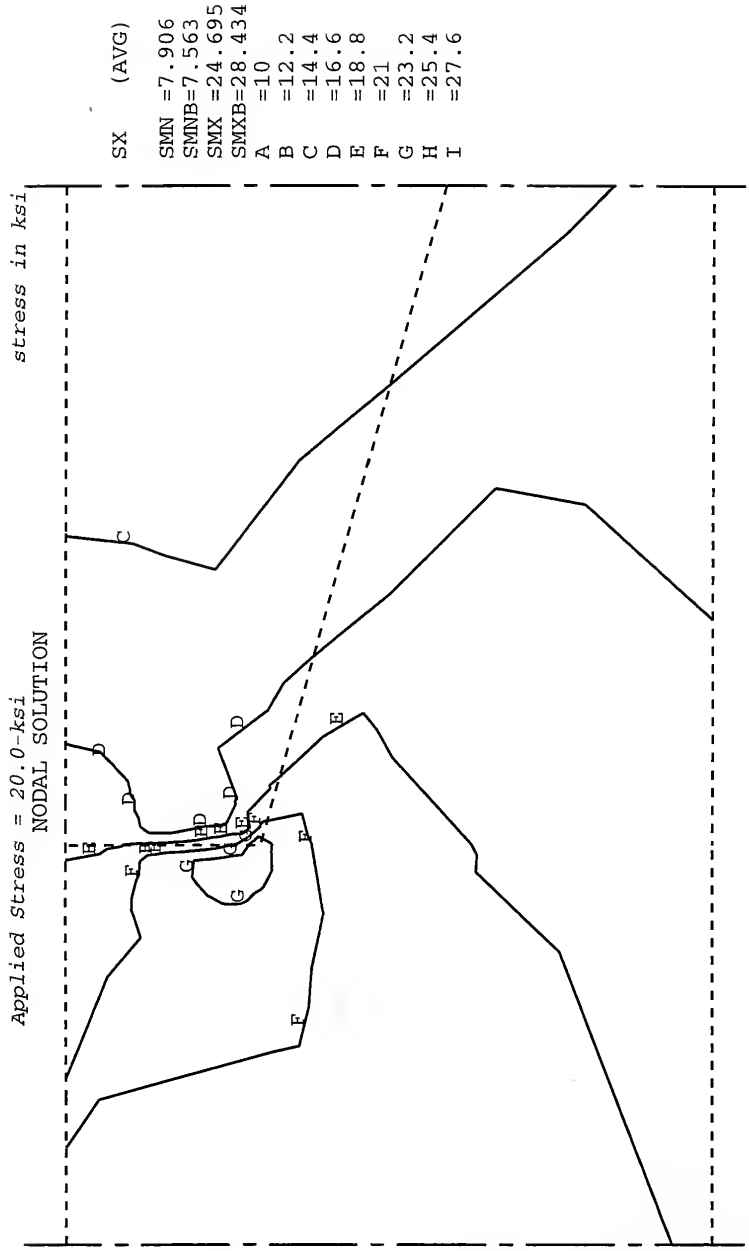 Applied Stress = 20.0-ksi
stress in ksi
NODAL SOLUTION
SX (AVG)
SMN =7.906
SMNB=7.563
SMX =24.695
SMXB=28.434
A =10
B =12.2
C =14.4
D =16.6
E =18.8
F =21
G =23.2
H =25.4
I =27.6
C
D
D
D
D
D
E
E
F
F
F
F
G
G
G